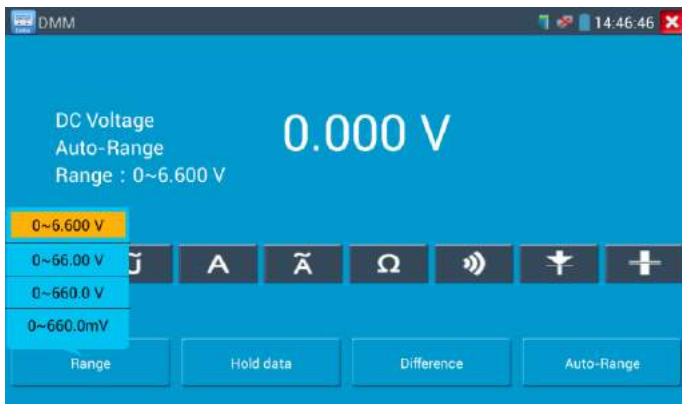 DMM
14:46:46
DC Voltage
0.000 V
Auto-Range
Range : 0~6.600 V
0~6.600 V
0~66.00 V
A
Ã
Ω
0~660.0 V
0~660.0mV
Range
Hold data
Difference
Auto-Range